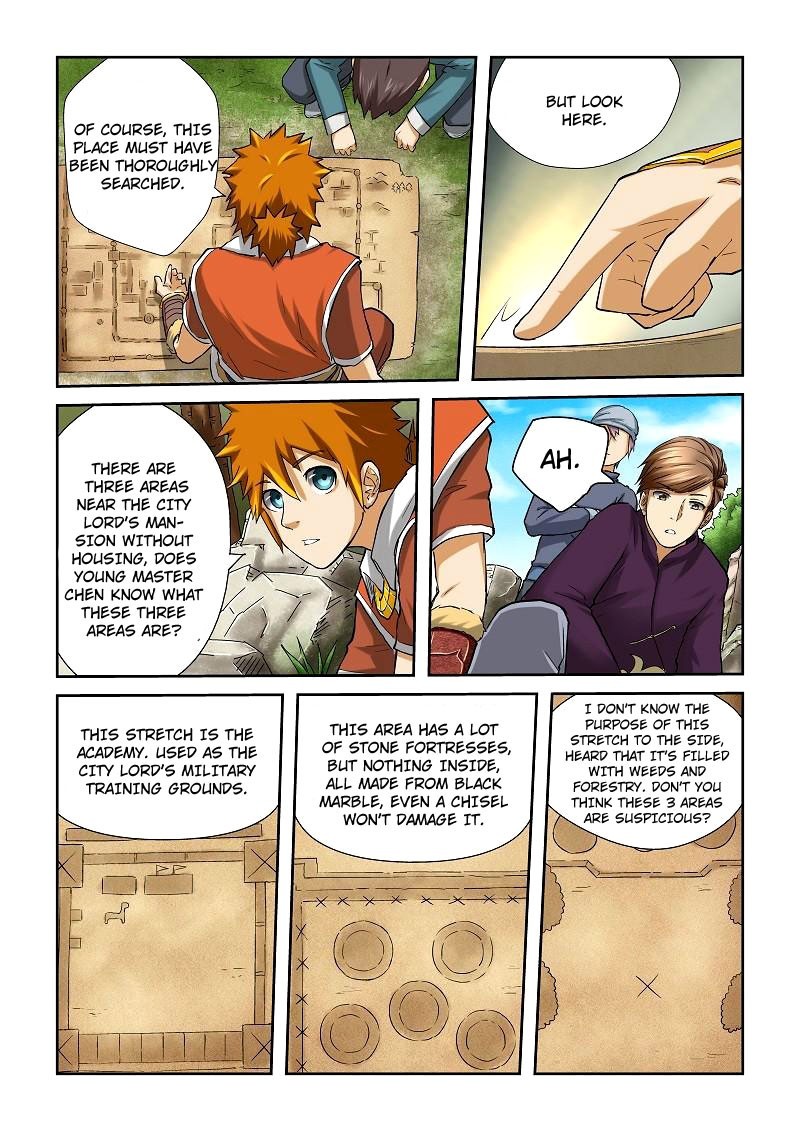 OF COURSE, THIS
PLACE MUST HAVE
BEEN THOROUGHLY
SEARCHED.
BUT LOOK
HERE.
THERE ARE
THREE AREAS
NEAR THE CITY
LORD'S MAN-
SION WITHOUT
HOUSING, DOES
YOUNG MASTER
CHEN KNOW WHAT
THESE THREE
AREAS ARE?
AH.
THIS STRETCH IS THE
ACADEMY. USED AS THE
CITY LORD'S MILITARY
TRAINING GROUNDS.
THIS AREA HAS A LOT
OF STONE FORTRESSES,
BUT NOTHING INSIDE,
ALL MADE FROM BLACK
MARBLE, EVEN A CHISEL
WON'T DAMAGE IT.
I DON'T KNOW THE
PURPOSE OF THIS
STRETCH TO THE SIDE,
HEARD THAT IT'S FILLED
WITH WEEDS AND
FORESTRY. DON'T YOU
THINK THESE 3 AREAS
ARE SUSPICIOUS?